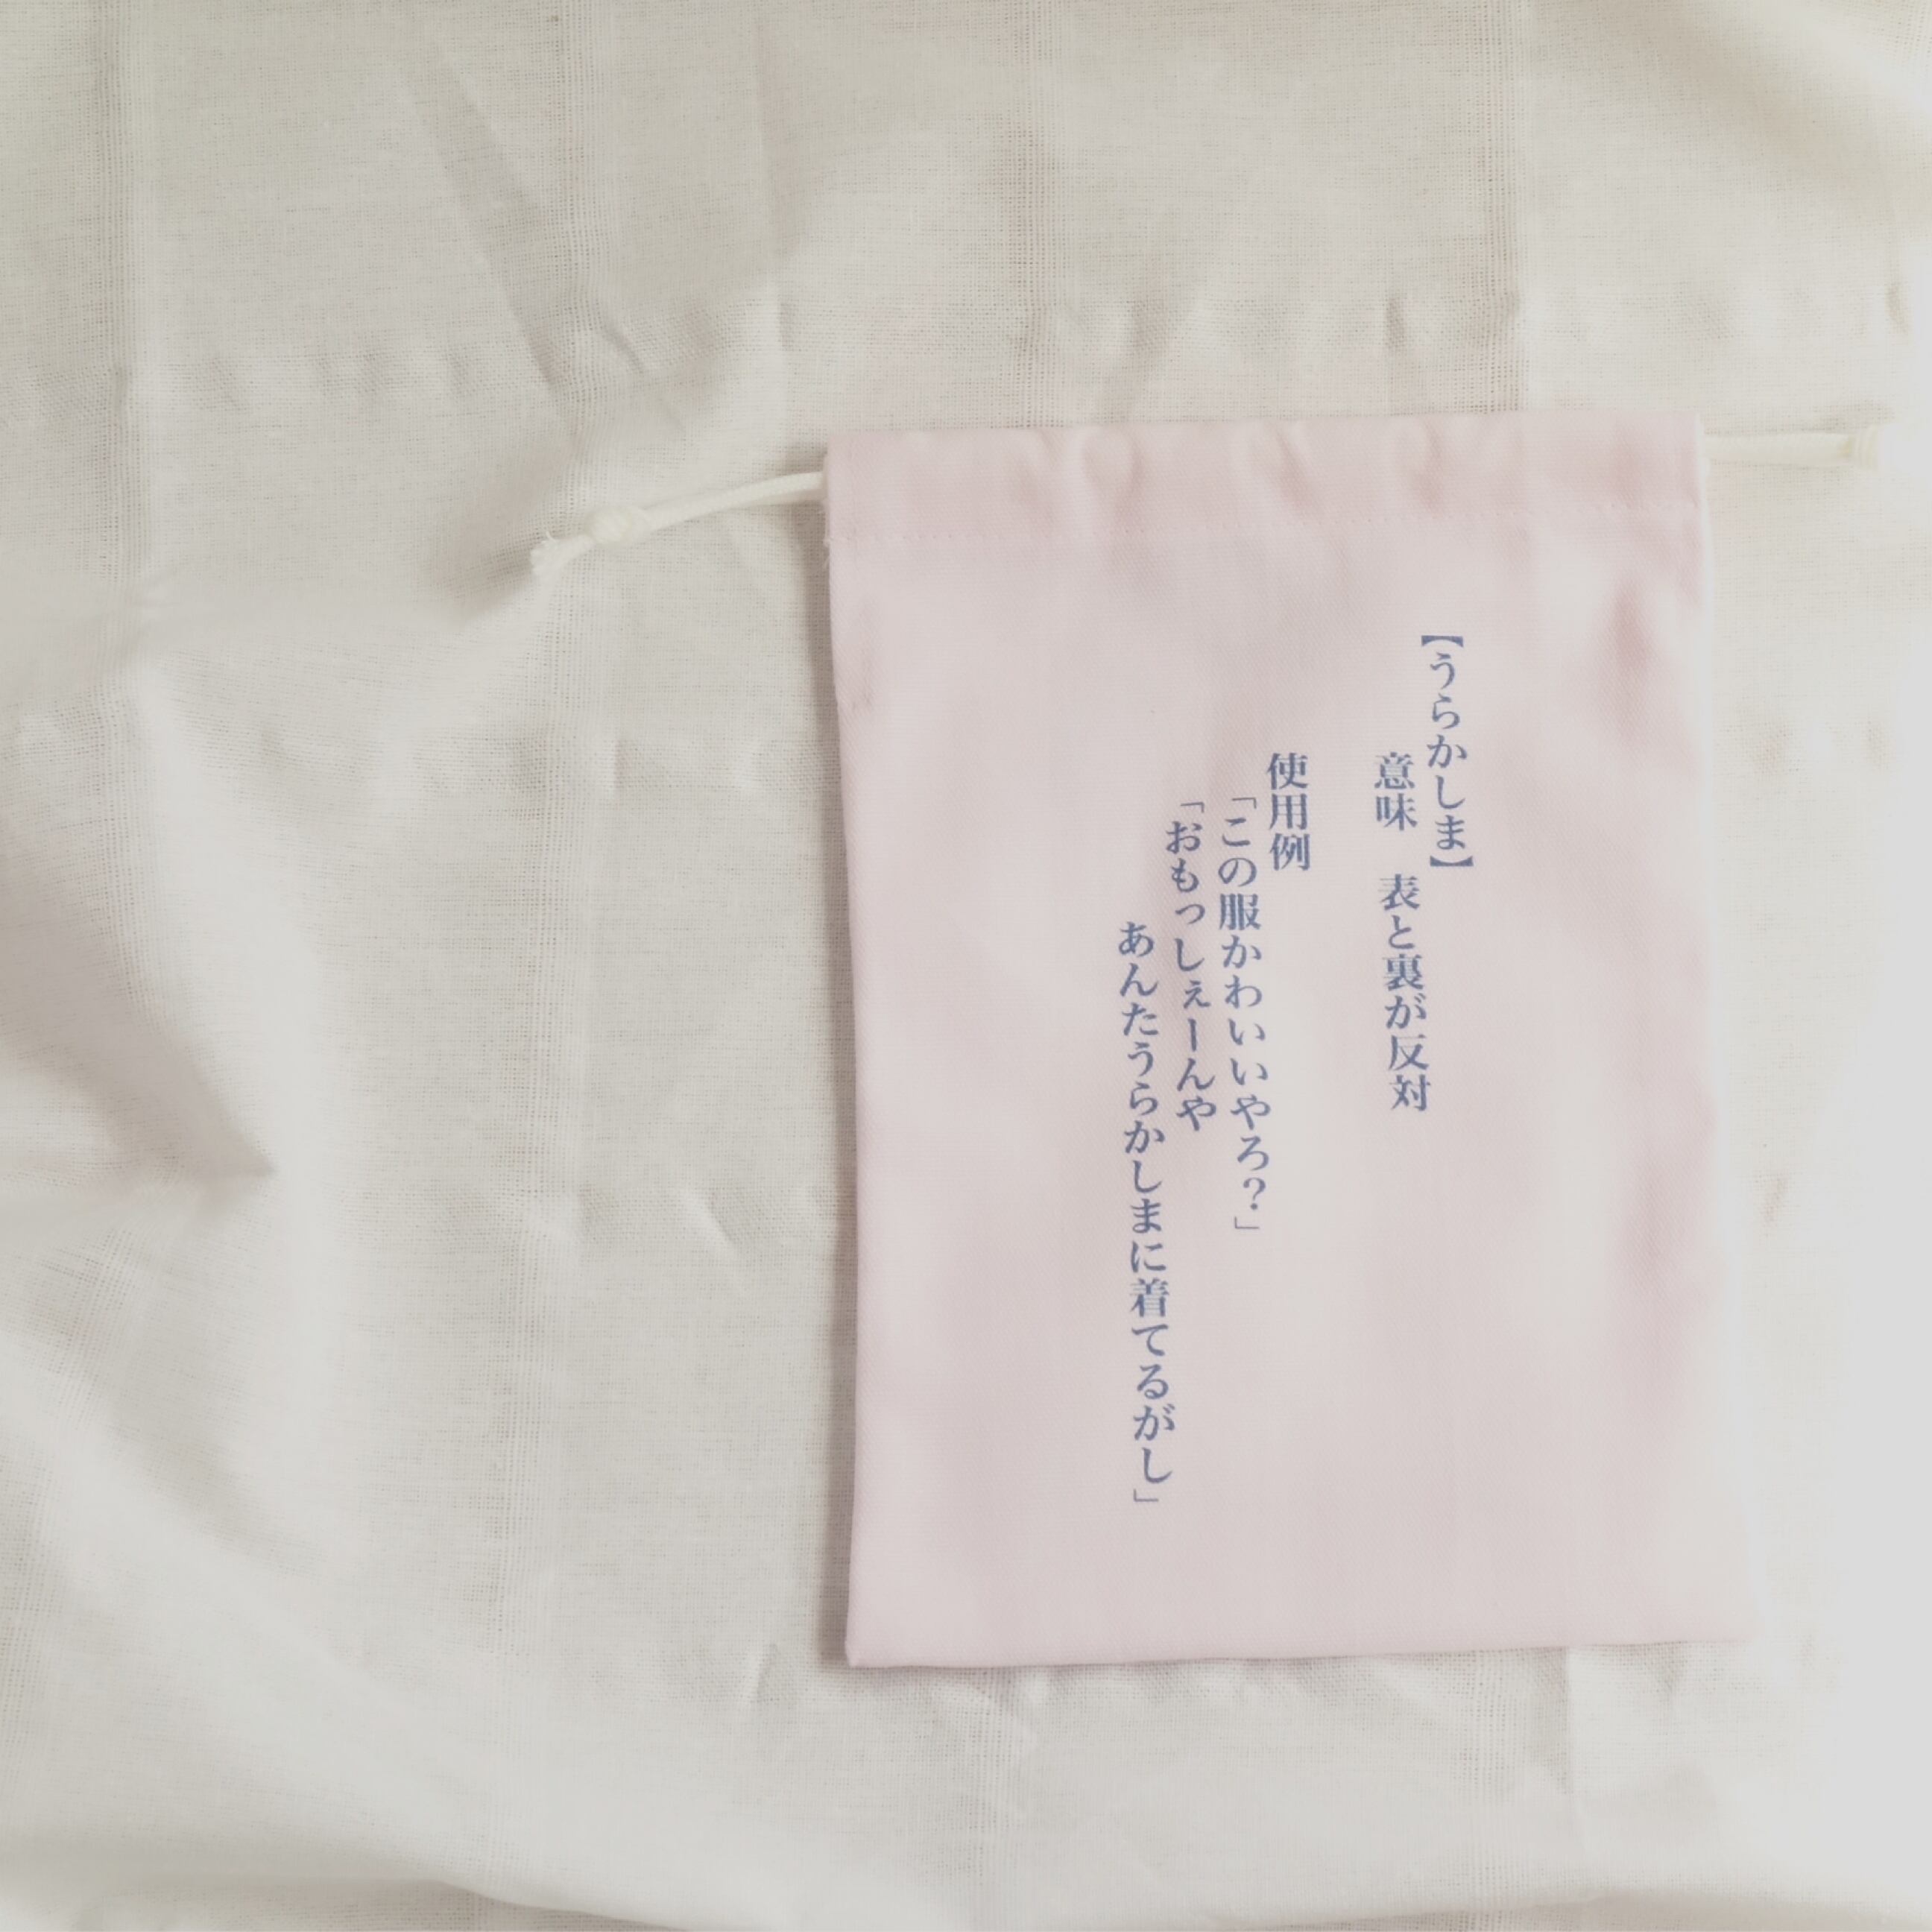 【うらかしま】
意味　表と裏が反対
使用例
「この服かわいいやろ？」
「おもっしぇーんや
あんたうらかしまに着てるがし」